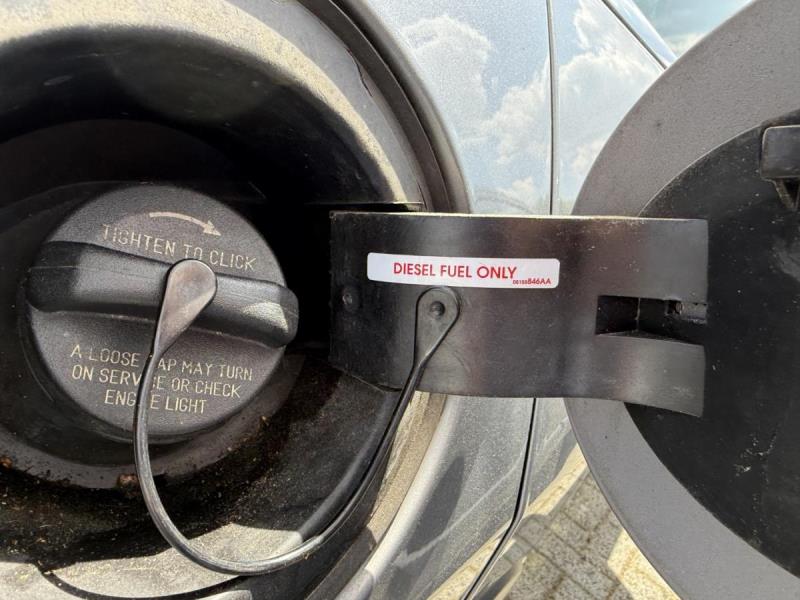 TIGHTEN TO CLICK
A LOOSE CAP MAY TURN
ON SERVICE OR CHECK
ENGINE LIGHT
DIESEL FUEL ONLY